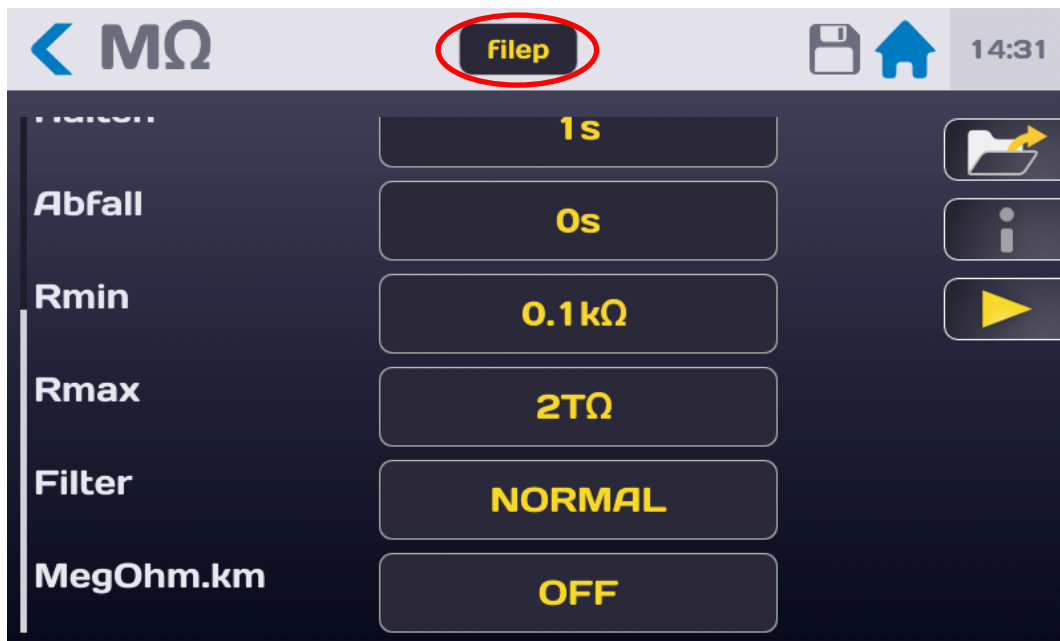 MΩ
filep
14:31
1s
Abfall
0s
Rmin
0.1kΩ
Rmax
2TΩ
Filter
NORMAL
MegOhm.km
OFF